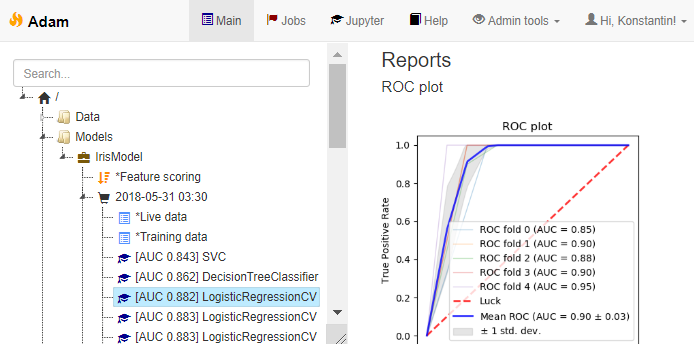 Adam
Main
Jobs
Jupyter
Help
Admin tools
Hi, Konstantin!
Search...
/
Data
Models
IrisModel
*Feature scoring
2018-05-31 03:30
*Live data
*Training data
[AUC 0.843] SVC
[AUC 0.862] DecisionTreeClassifier
[AUC 0.882] LogisticRegressionCV
[AUC 0.883] LogisticRegressionCV
[AUC 0.883] LogisticRegressionCV
Reports
ROC plot
ROC plot
True Positive Rate
1.0
0.8
0.6
0.4
0.2
0.0
ROC fold 0 (AUC = 0.85)
ROC fold 1 (AUC = 0.90)
ROC fold 2 (AUC = 0.88)
ROC fold 3 (AUC = 0.90)
ROC fold 4 (AUC = 0.95)
Luck
Mean ROC (AUC = 0.90 ± 0.03)
± 1 std. dev.